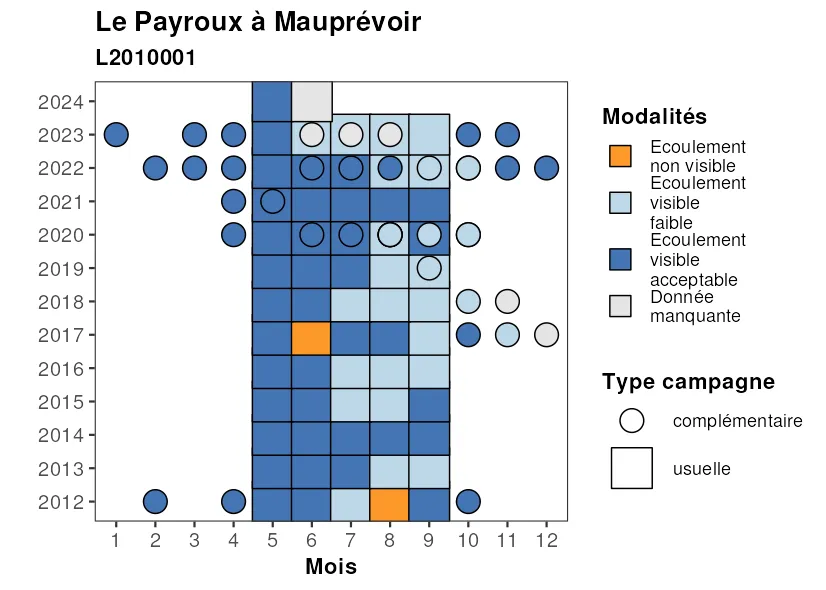 Le Payroux à Mauprévoir
L2010001
2024
2023
2022
2021
2020
2019
2018
2017
2016
2015
2014
2013
2012
1 2 3 4 5 6 7 8 9 10 11 12
Mois
Modalités
Ecoulement
non visible
Ecoulement
visible
faible
Ecoulement
visible
acceptable
Donnée
manquante
Type campagne
complémentaire
usuelle